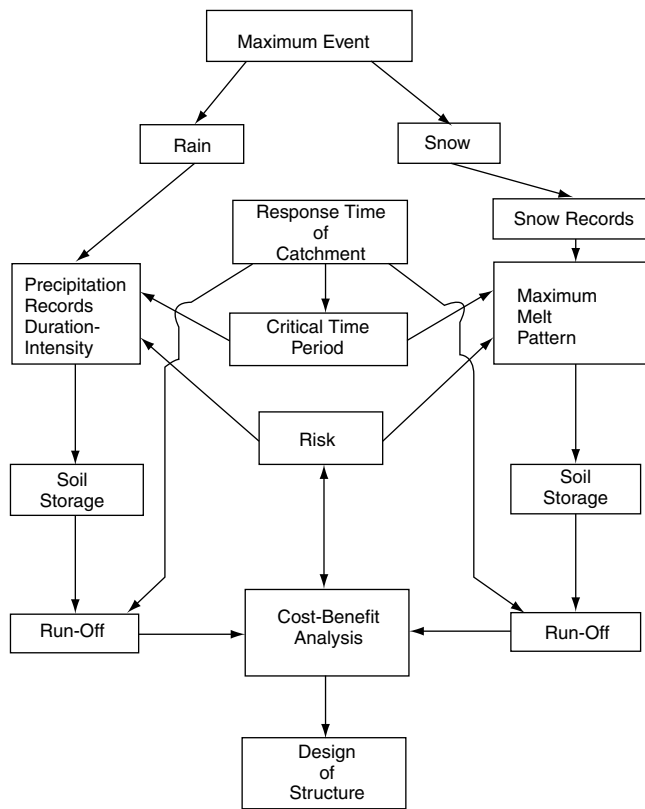 Maximum Event
Rain
Snow
Response Time
of
Catchment
Snow Records
Precipitation
Records
Duration-
Intensity
Critical Time
Period
Maximum
Melt
Pattern
Risk
Soil
Storage
Soil
Storage
Run-Off
Cost-Benefit
Analysis
Run-Off
Design
of
Structure